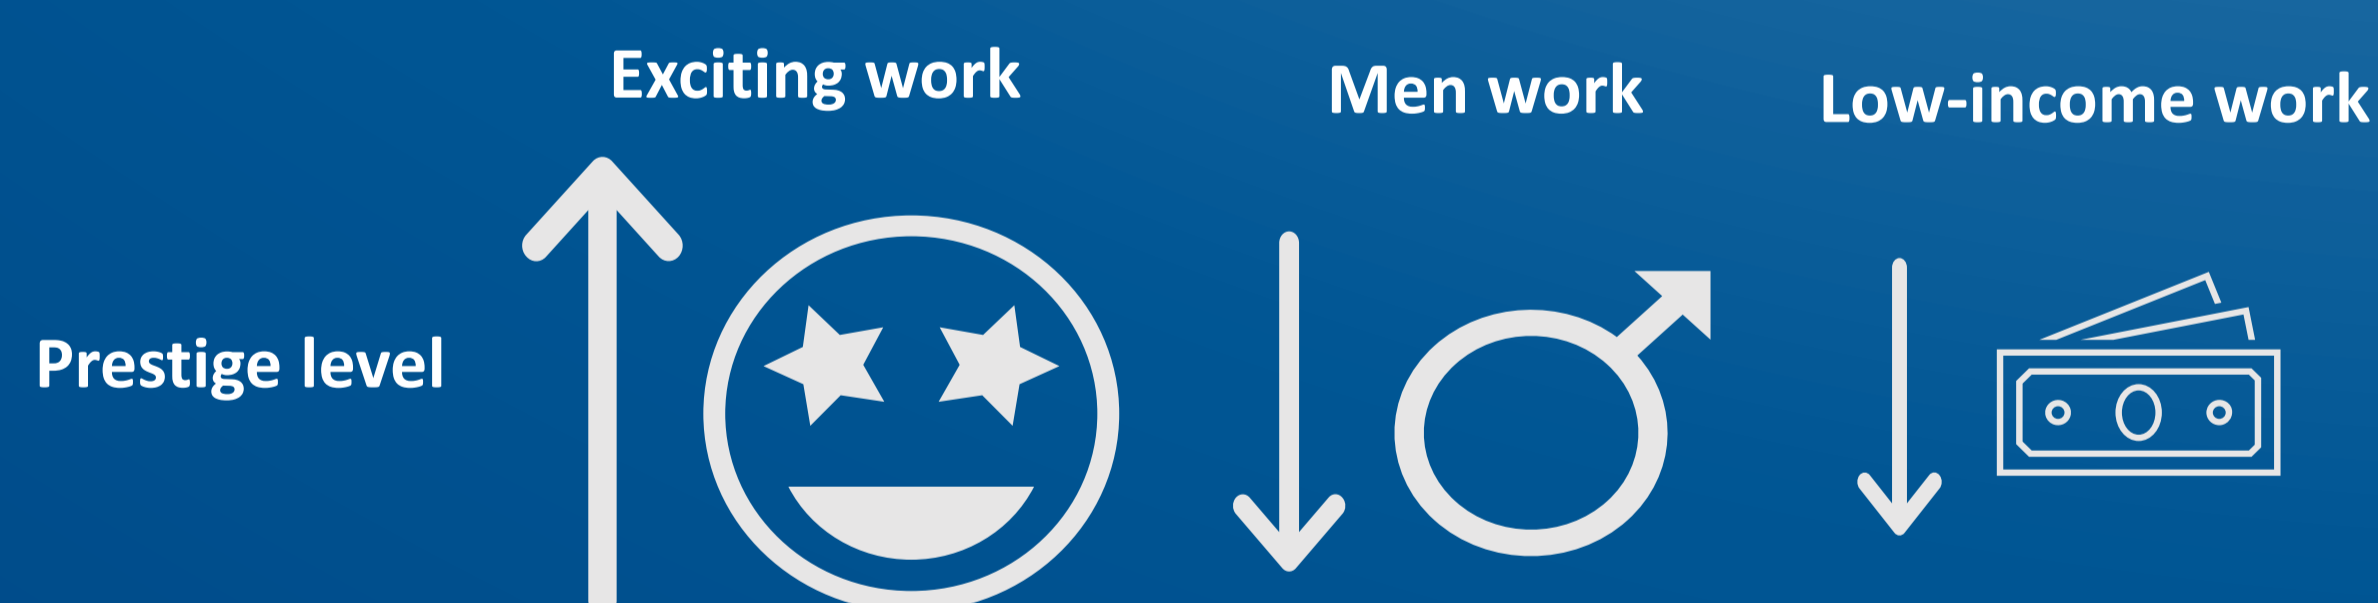 Exciting work
Men work
Low-income work
Prestige level